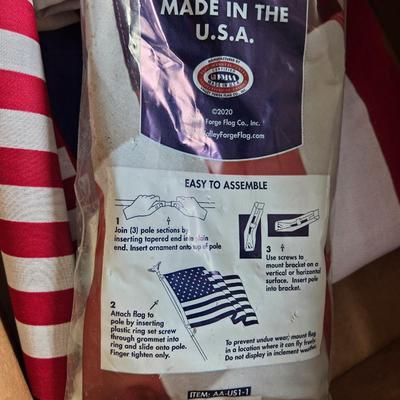 MADE IN THE
U.S.A.
CERTIFIED
©2020
Forge Flag Co., Inc.
ValleyForgeFlag.com
EASY TO ASSEMBLE
1
Join (3) pole sections by
inserting tapered end into plain
end. Insert ornament onto top of pole
3
Use screws to
mount bracket on a
vertical or horizontal
surface. Insert pole
into bracket.
2
Attach flag to
pole by inserting
plastic ring set screw
through grommet into
ring and slide onto pole.
Finger tighten only.
To prevent undue wear; mount flag
in a location where it can fly freely.
Do not display in inclement weather.
ITEM: AA-US1-1